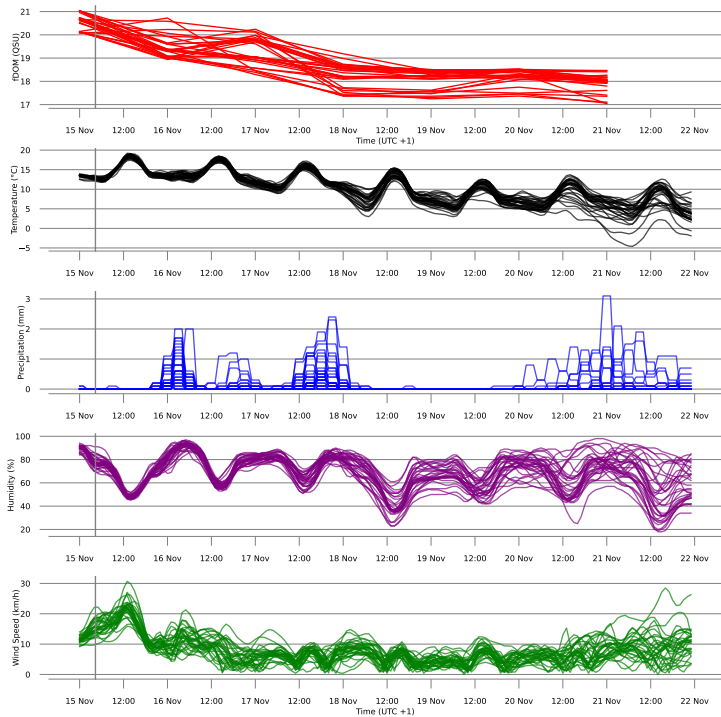 21
20
19
18
17
fDOM (QSU)
15 Nov 12:00 16 Nov 12:00 17 Nov 12:00 18 Nov 12:00 19 Nov 12:00 20 Nov 12:00 21 Nov 12:00 22 Nov
Time (UTC +1)
20
15
10
5
0
−5
Temperature (°C)
15 Nov 12:00 16 Nov 12:00 17 Nov 12:00 18 Nov 12:00 19 Nov 12:00 20 Nov 12:00 21 Nov 12:00 22 Nov
3
2
1
0
Precipitation (mm)
15 Nov 12:00 16 Nov 12:00 17 Nov 12:00 18 Nov 12:00 19 Nov 12:00 20 Nov 12:00 21 Nov 12:00 22 Nov
100
80
60
40
20
Humidity (%)
15 Nov 12:00 16 Nov 12:00 17 Nov 12:00 18 Nov 12:00 19 Nov 12:00 20 Nov 12:00 21 Nov 12:00 22 Nov
30
20
10
0
Wind Speed (km/h)
15 Nov 12:00 16 Nov 12:00 17 Nov 12:00 18 Nov 12:00 19 Nov 12:00 20 Nov 12:00 21 Nov 12:00 22 Nov
Time (UTC +1)